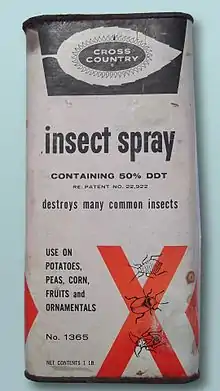 CROSS
COUNTRY
insect spray
CONTAINING 50% DDT
RE. PATENT NO. 22,922
destroys many common insects
USE ON
POTATOES,
PEAS, CORN,
FRUITS and
ORNAMENTALS
No. 1365
NET CONTENTS 1 LB.